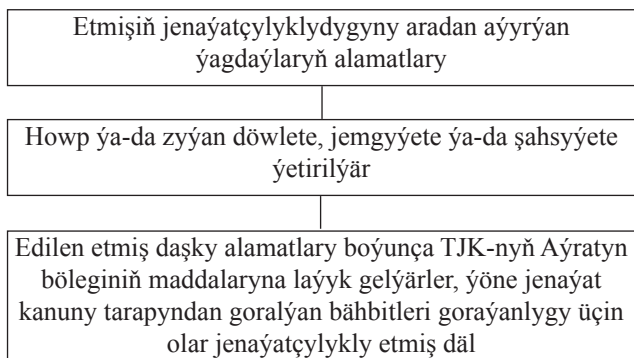 Etmişiň jenaýatçylyklydygyny aradan aýyrýan
ýagdaýlaryň alamatlary
Howp ýa-da zyýan döwlete, jemgyýete ýa-da şahsyýete
ýetirilýär
Edilen etmiş daşky alamatlary boýunça TJK-nyň Aýratyn
böleginiň maddalaryna laýyk gelýärler, ýöne jenaýat
kanuny tarapyndan goralýan bähbitleri goraýanlygy üçin
olar jenaýatçylykly etmiş däl